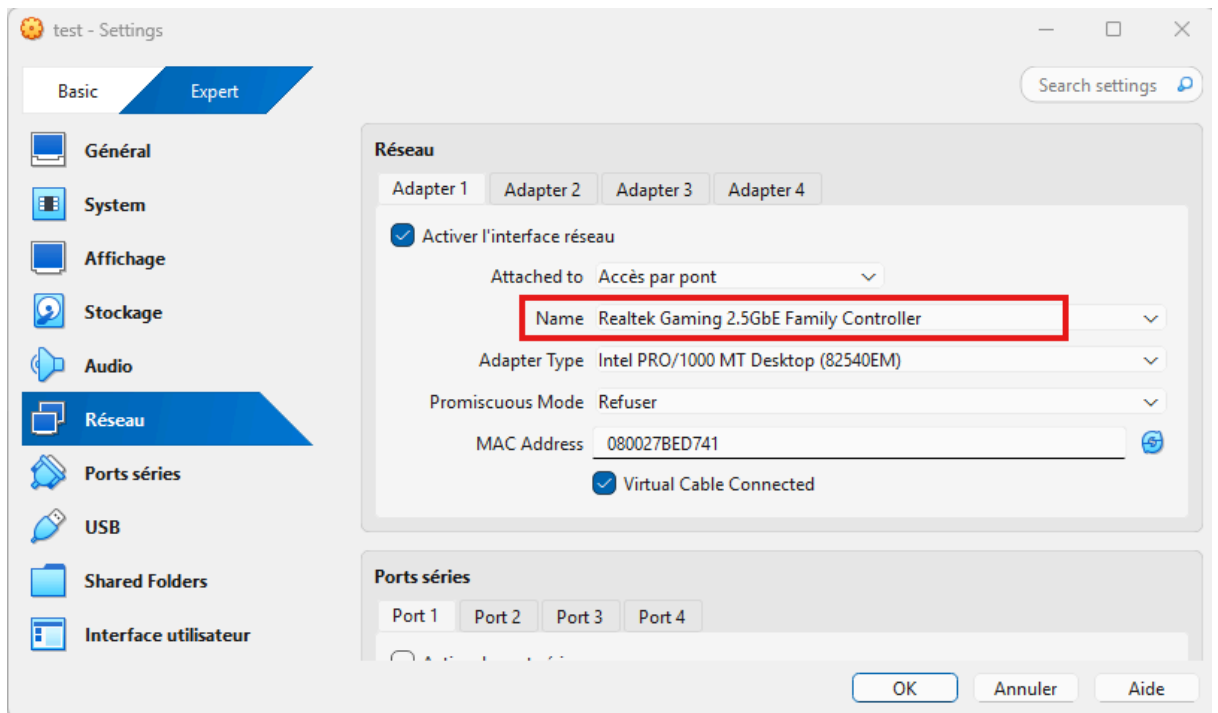 test - Settings
Basic
Expert
Search settings
Général
System
Affichage
Stockage
Audio
Réseau
Ports séries
USB
Shared Folders
Interface utilisateur
Réseau
Adapter 1
Adapter 2
Adapter 3
Adapter 4
Activer l'interface réseau
Attached to Accès par pont
Name Realtek Gaming 2.5GbE Family Controller
Adapter Type Intel PRO/1000 MT Desktop (82540EM)
Promiscuous Mode Refuser
MAC Address 080027BED741
Virtual Cable Connected
Ports séries
Port 1
Port 2
Port 3
Port 4
OK
Annuler
Aide